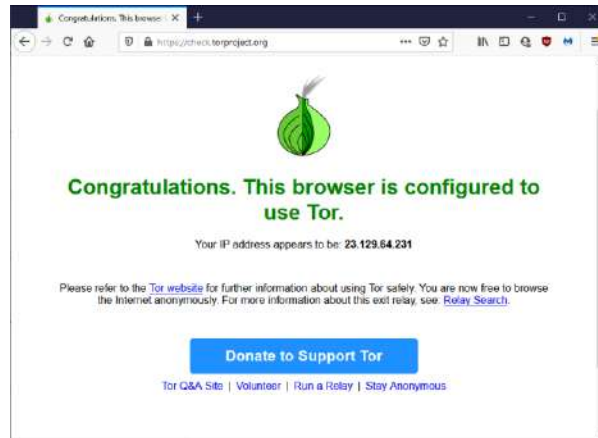 Congratulations. This browser i
https://check.torproject.org
Congratulations. This browser is configured to
use Tor.
Your IP address appears to be: 23.129.64.231
Please refer to the Tor website for further information about using Tor safely. You are now free to browse
the Internet anonymously. For more information about this exit relay, see: Relay Search.
Donate to Support Tor
Tor Q&A Site | Volunteer | Run a Relay | Stay Anonymous